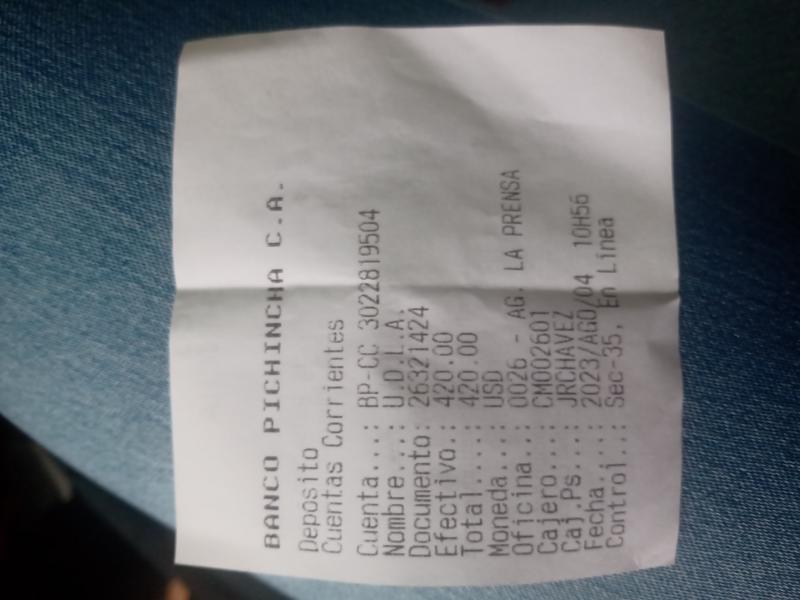 BANCO PICHINCHA C.A.
Deposito
Cuentas Corrientes
Cuenta...: BP-CC 3022819504
Nombre...: U.D.L.A.
Documento: 26321424
Efectivo.: 420.00
Total....: 420.00
Moneda...: USD
Oficina..: 0026 - AG. LA PRENSA
Cajero...: CM002601
Caj.Ps...: JRCHAVEZ
Fecha....: 2023/AGO/04 10H56
Control..: Sec-35, En Linea